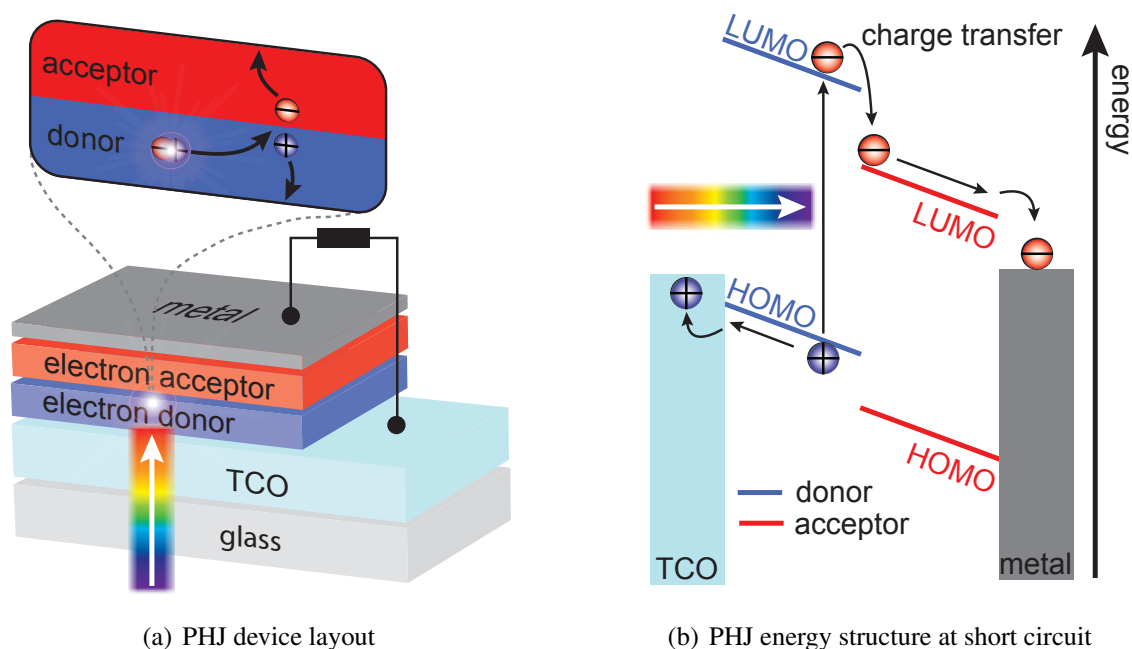 acceptor
donor
metal
electron acceptor
electron donor
TCO
glass
(a) PHJ device layout
LUMO
charge transfer
energy
LUMO
HOMO
HOMO
donor
acceptor
TCO
metal
(b) PHJ energy structure at short circuit